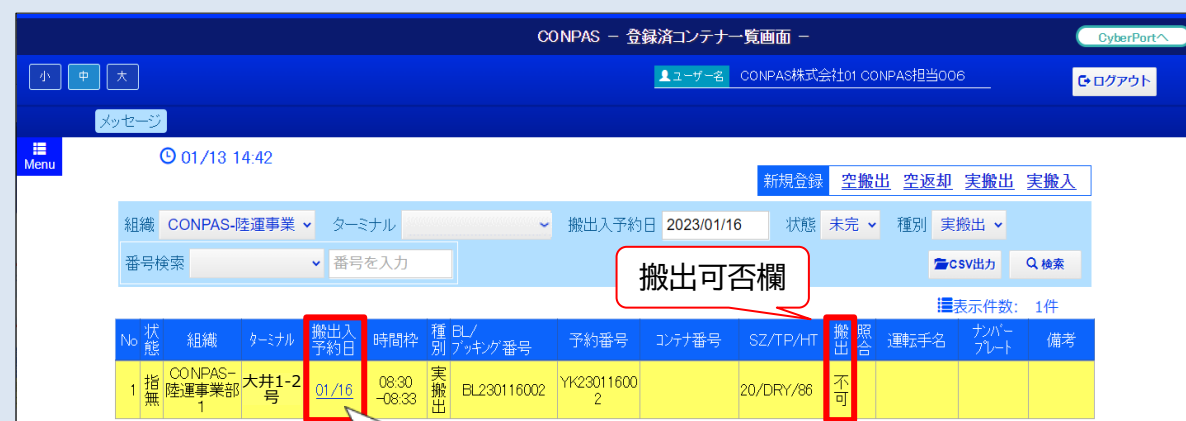 CONPAS － 登録済コンテナ一覧画面 －
CyberPortへ
小 中 大
ユーザー名 CONPAS株式会社01 CONPAS担当006
ログアウト
メッセージ
Menu
01/13 14:42
新規登録 空搬出 空返却 実搬出 実搬入
組織 CONPAS-陸運事業 ターミナル 搬出入予約日 2023/01/16 状態 未完 種別 実搬出
番号検索 番号を入力
CSV出力 検索
搬出可否欄
表示件数: 1件
No 状態 組織 ターミナル 搬出入予約日 時間枠 種別 BL/ブッキング番号 予約番号 コンテナ番号 SZ/TP/HT 搬出 照合 運転手名 ナンバープレート 備考
1 指無 CONPAS-陸運事業部1 大井1-2号 01/16 08:30-08:33 実搬出 BL230116002 YK230116002 20/DRY/86 不可